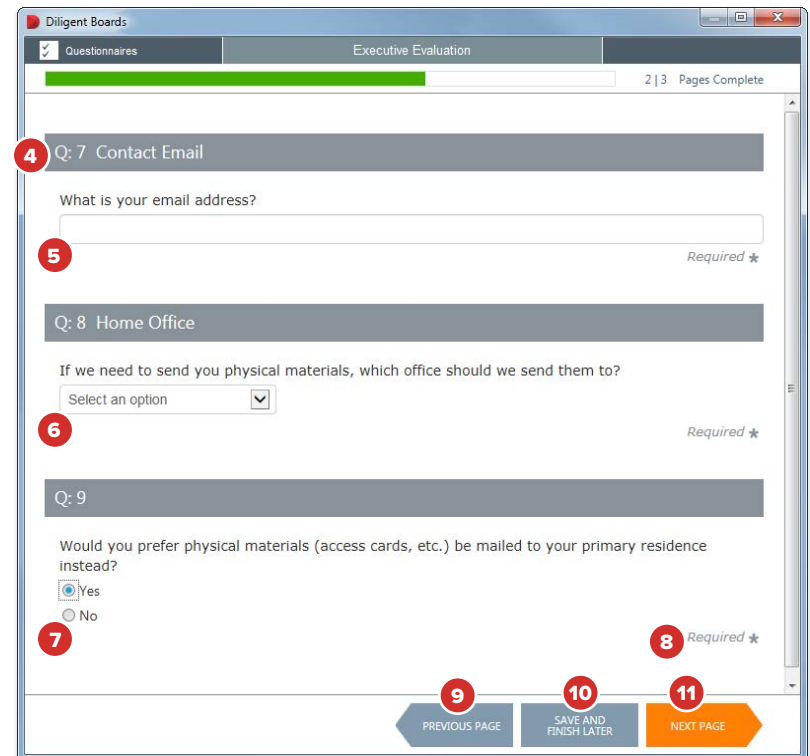 Diligent Boards
Questionnaires
Executive Evaluation
2|3 Pages Complete
4
Q: 7 Contact Email
What is your email address?
5
Required *
Q: 8 Home Office
If we need to send you physical materials, which office should we send them to?
Select an option
6
Required *
Q: 9
Would you prefer physical materials (access cards, etc.) be mailed to your primary residence
instead?
Yes
No
7
8
Required *
9
10
11
PREVIOUS PAGE
SAVE AND
FINISH LATER
NEXT PAGE